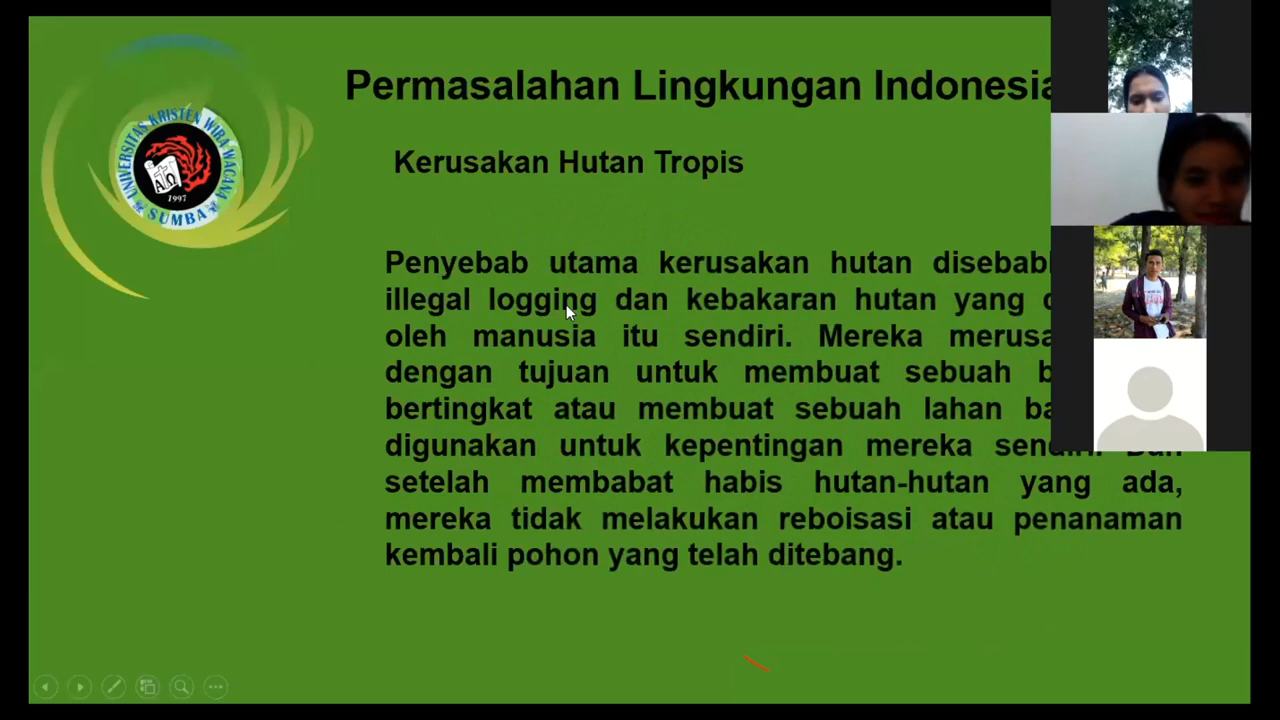 UNIVERSITAS KRISTEN WIRA WACANA
SUMBA
1997
Permasalahan Lingkungan Indonesia
Kerusakan Hutan Tropis
Penyebab utama kerusakan hutan
illegal logging dan kebakaran hutan yang
oleh manusia itu sendiri. Mereka
dengan tujuan untuk membuat sebuah
bertingkat atau membuat sebuah lahan
digunakan untuk kepentingan mereka
setelah membabat habis hutan-hutan yang ada,
mereka tidak melakukan reboisasi atau penanaman
kembali pohon yang telah ditebang.